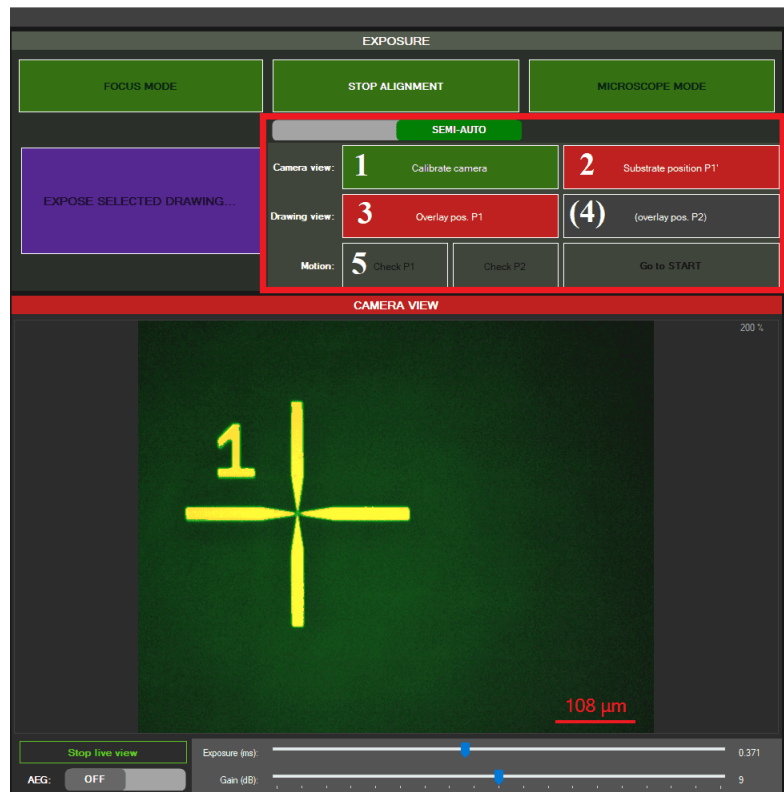 EXPOSURE
FOCUS MODE
STOP ALIGNMENT
MICROSCOPE MODE
SEMI-AUTO
EXPOSE SELECTED DRAWING...
Camera view: 1 Calibrate camera 2 Substrate position P1'
Drawing view: 3 Overlay pos. P1 (4) (overlay pos. P2)
Motion: 5 Check P1 Check P2 Go to START
CAMERA VIEW
200 %
1
108 µm
Stop live view Exposure (ms): 0.371
AEG: OFF Gain (dB): 9